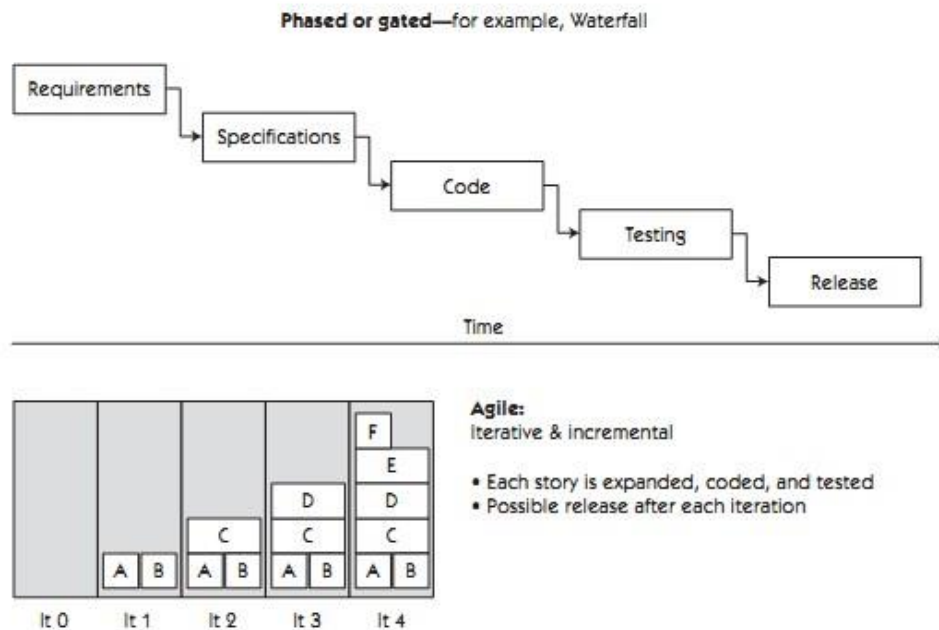 Phased or gated—for example, Waterfall
Requirements
Specifications
Code
Testing
Release
Time
Agile:
Iterative & incremental
• Each story is expanded, coded, and tested
• Possible release after each iteration
F
E
D D
C C C
A B A B A B A B
It 0 It 1 It 2 It 3 It 4